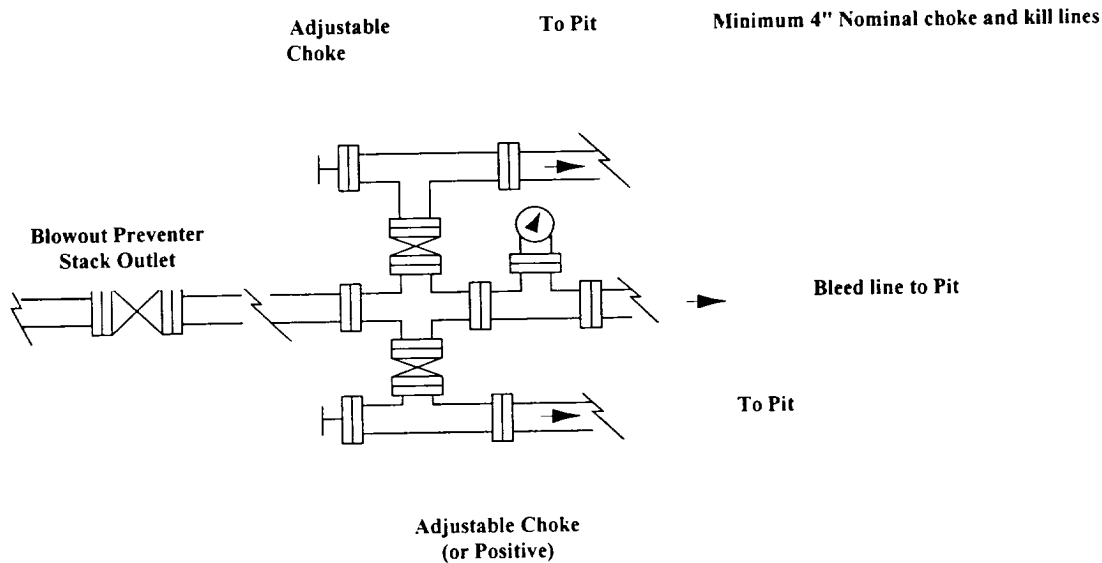 Adjustable
Choke
To Pit
Minimum 4" Nominal choke and kill lines
Blowout Preventer
Stack Outlet
Bleed line to Pit
To Pit
Adjustable Choke
(or Positive)